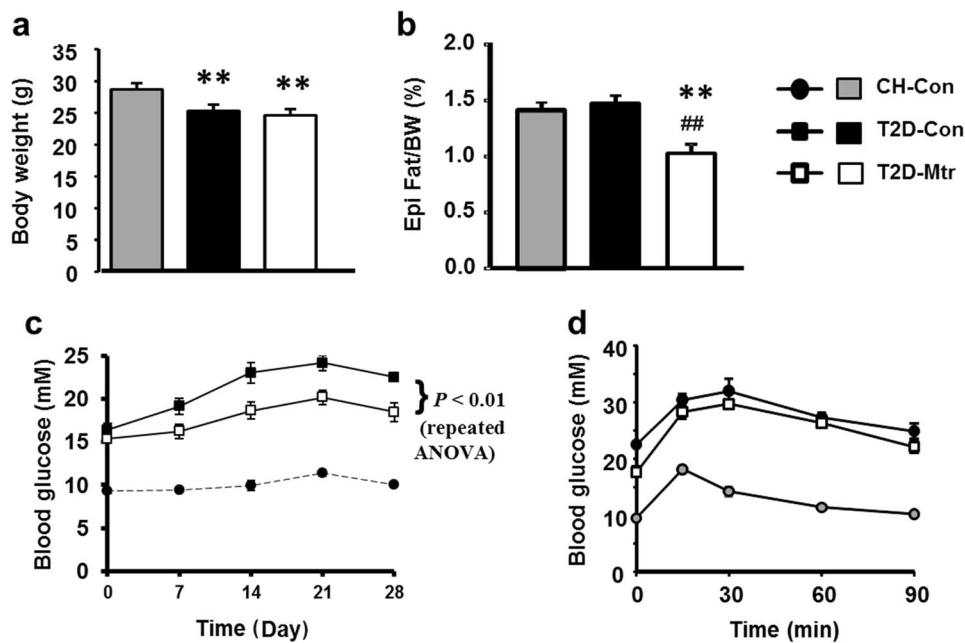 a
Body weight (g)
35
30
25
20
15
10
5
0
**
**
b
Epi Fat/BW (%)
2.0
1.5
1.0
0.5
0.0
**
##
CH-Con
T2D-Con
T2D-Mtr
c
Blood glucose (mM)
25
20
15
10
5
0
0 7 14 21 28
Time (Day)
} P < 0.01
(repeated
ANOVA)
d
Blood glucose (mM)
40
30
20
10
0
0 30 60 90
Time (min)